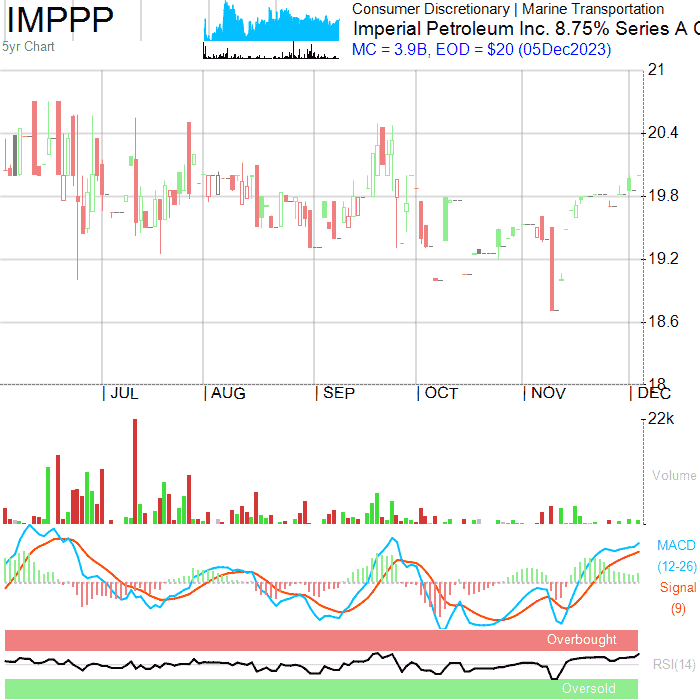 IMPPP
5yr Chart
Consumer Discretionary | Marine Transportation
Imperial Petroleum Inc. 8.75% Series A C
MC = 3.9B, EOD = $20 (05Dec2023)
21
20.4
19.8
19.2
18.6
18
| JUL | AUG | SEP | OCT | NOV | DEC
22k
Volume
MACD
(12-26)
Signal
(9)
Overbought
RSI(14)
Oversold